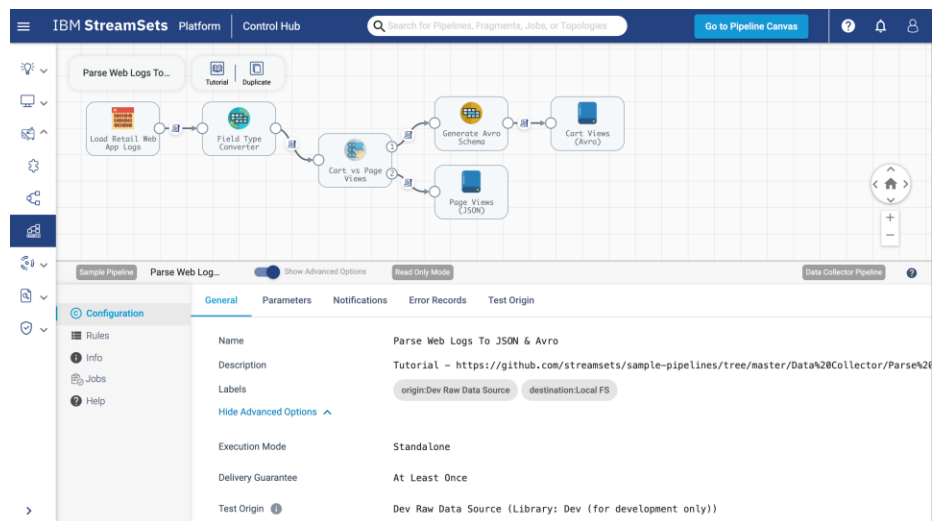 IBM StreamSets Platform Control Hub
Search for Pipelines, Fragments, Jobs, or Topologies
Go to Pipeline Canvas
?
Parse Web Logs To...
Tutorial Duplicate
Load Retail Web
App Logs
Field Type
Converter
Cart vs Page
Views
1
2
Generate Avro
Schema
Cart Views
(Avro)
Page Views
(JSON)
Sample Pipeline Parse Web Log... Show Advanced Options Read Only Mode Data Collector Pipeline ?
Configuration
Rules
Info
Jobs
Help
General Parameters Notifications Error Records Test Origin
Name Parse Web Logs To JSON & Avro
Description Tutorial - https://github.com/streamsets/sample-pipelines/tree/master/Data%20Collector/Parse%20
Labels origin:Dev Raw Data Source destination:Local FS
Hide Advanced Options
Execution Mode Standalone
Delivery Guarantee At Least Once
Test Origin Dev Raw Data Source (Library: Dev (for development only))